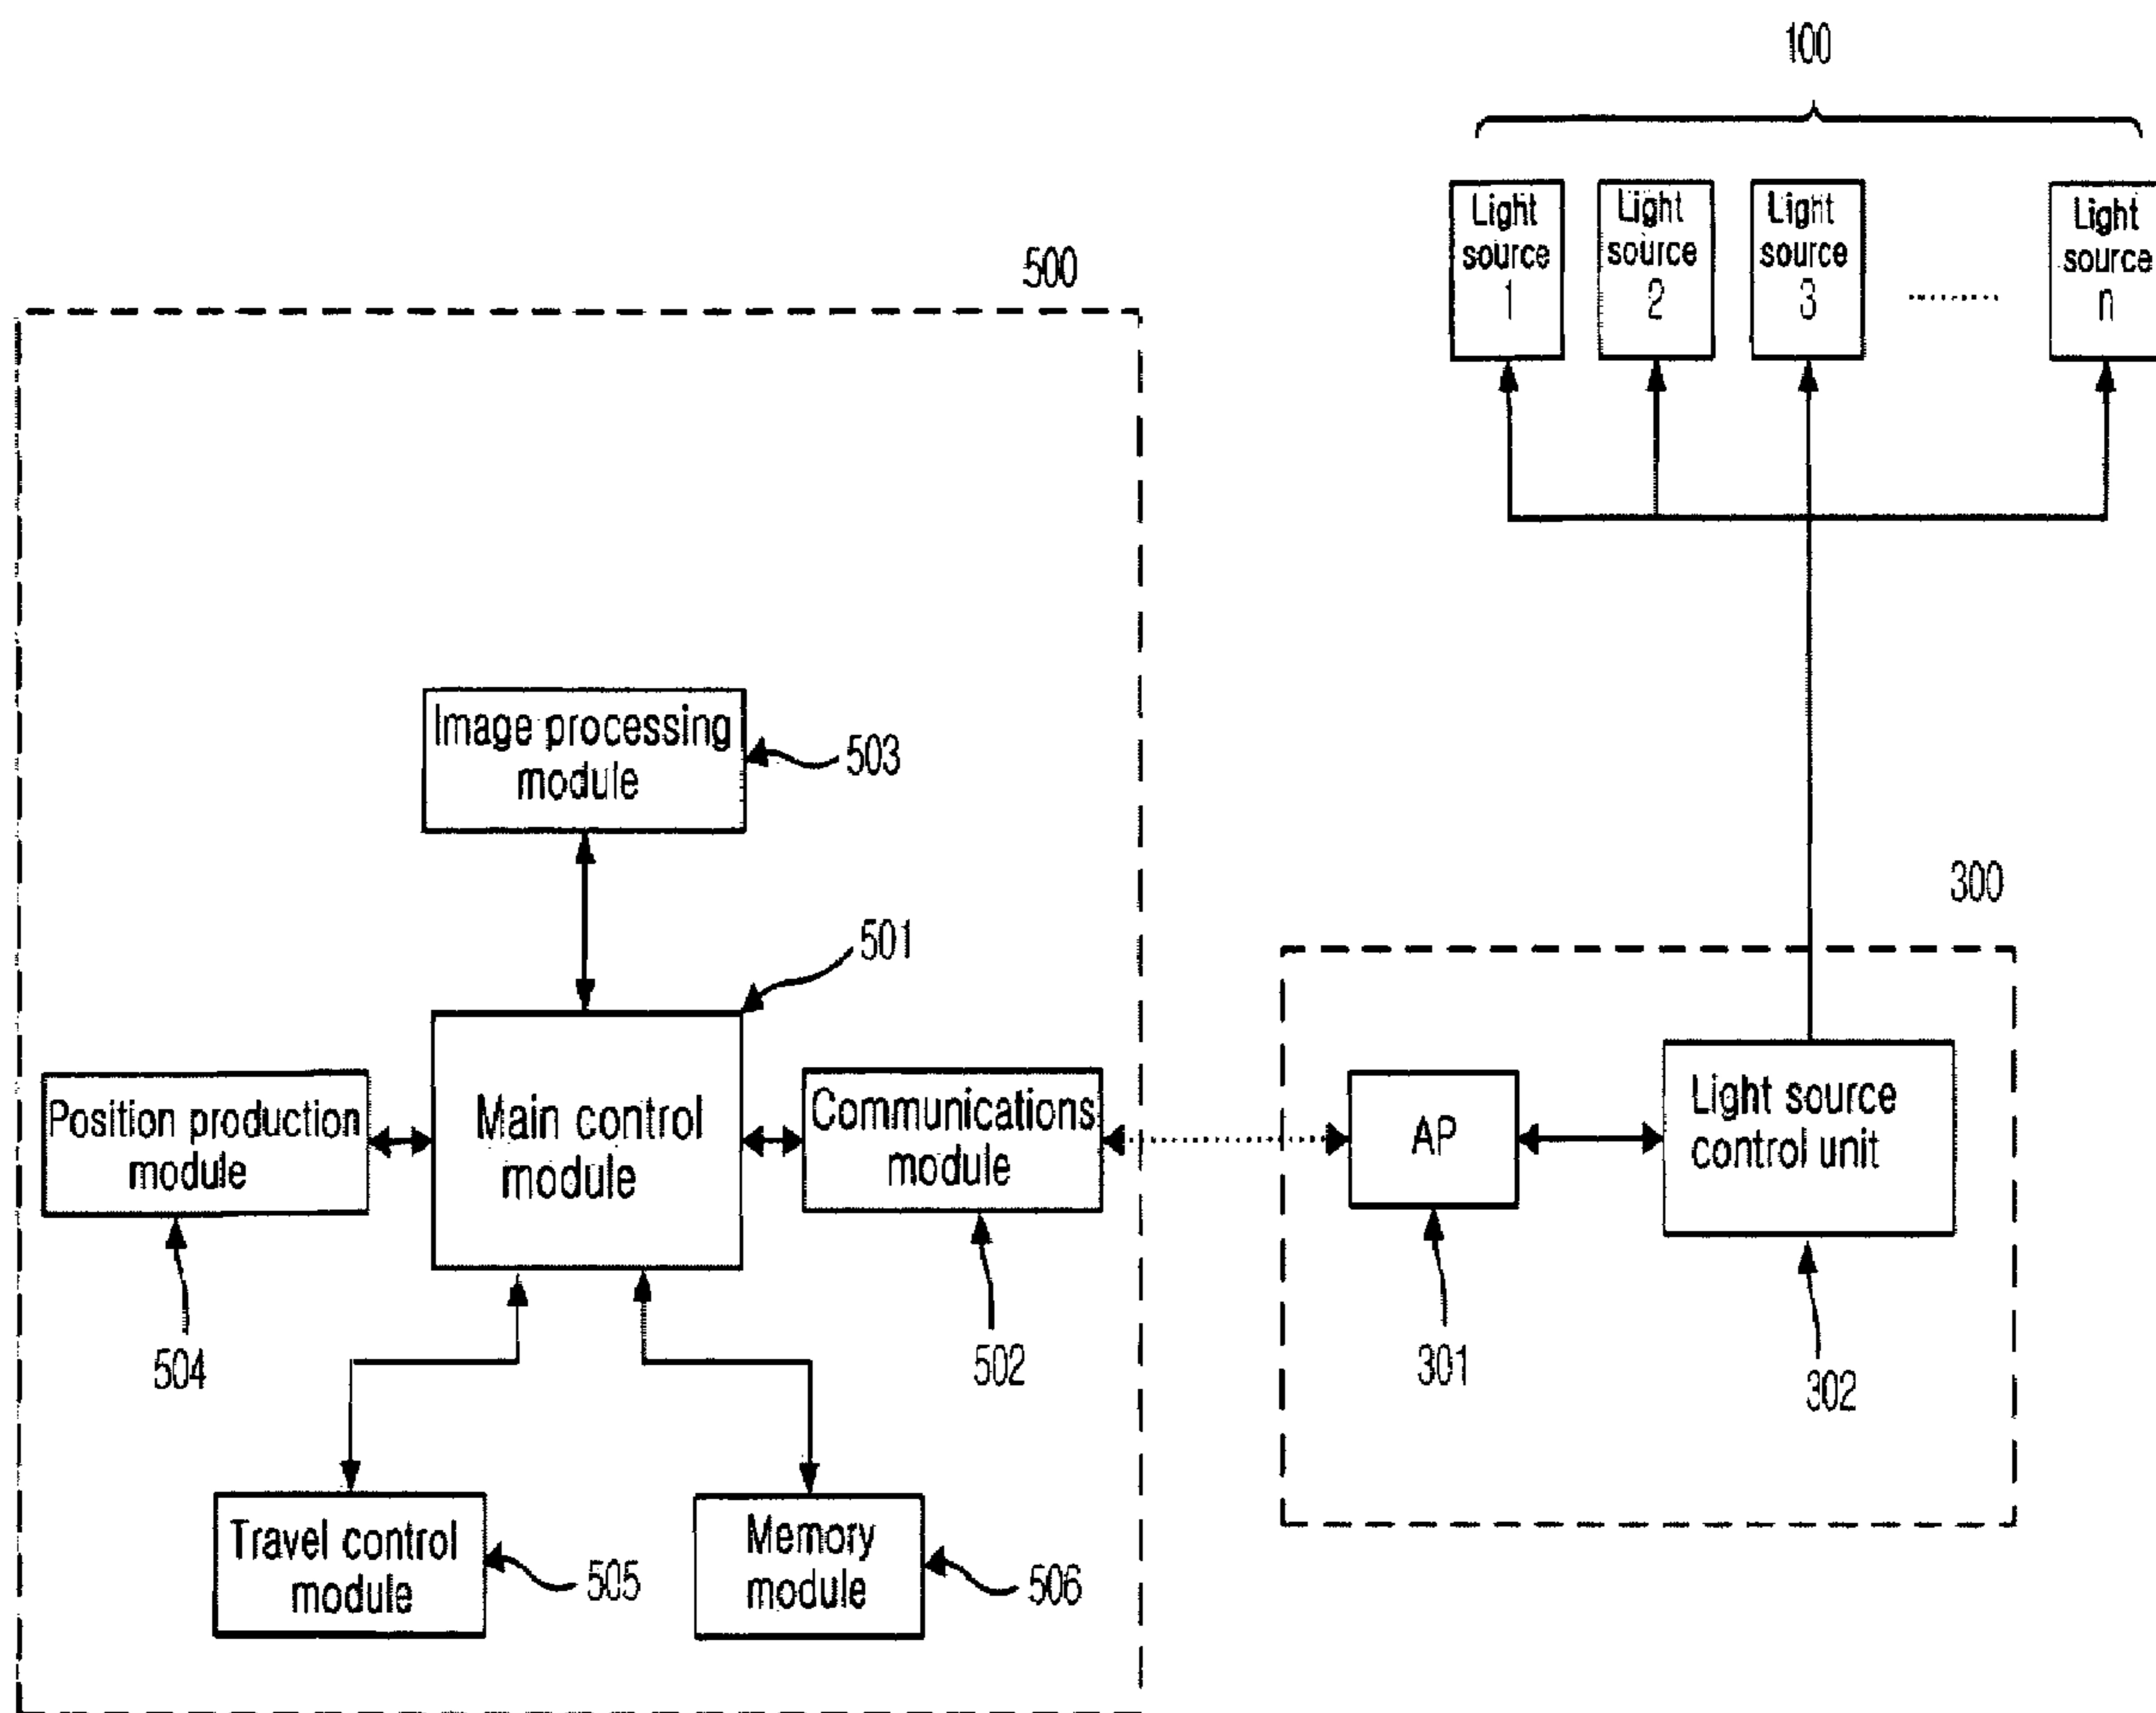 100
Light source 1
Light source 2
Light source 3
Light source n
500
Image processing
module
503
501
300
Position production
module
Main control
module
Communications
module
AP
Light source
control unit
504
502
301
302
Travel control
module
505
Memory
module
506